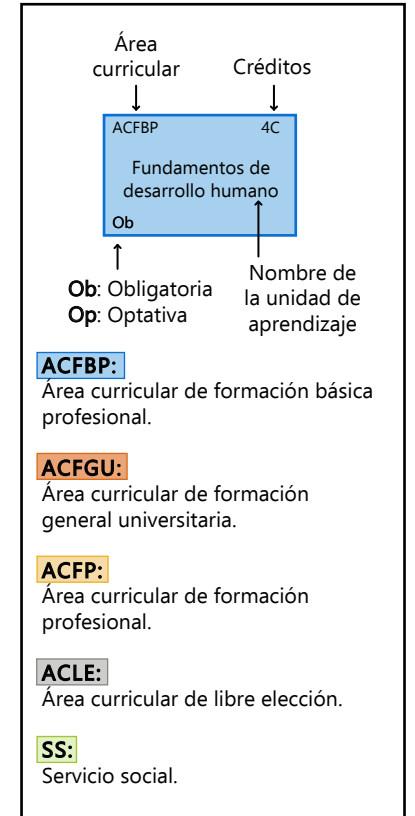 Área
curricular
Créditos
ACFBP 4C
Fundamentos de
desarrollo humano
Ob
Ob: Obligatoria
Op: Optativa
Nombre de
la unidad de
aprendizaje
ACFBP:
Área curricular de formación básica
profesional.
ACFGU:
Área curricular de formación
general universitaria.
ACFP:
Área curricular de formación
profesional.
ACLE:
Área curricular de libre elección.
SS:
Servicio social.